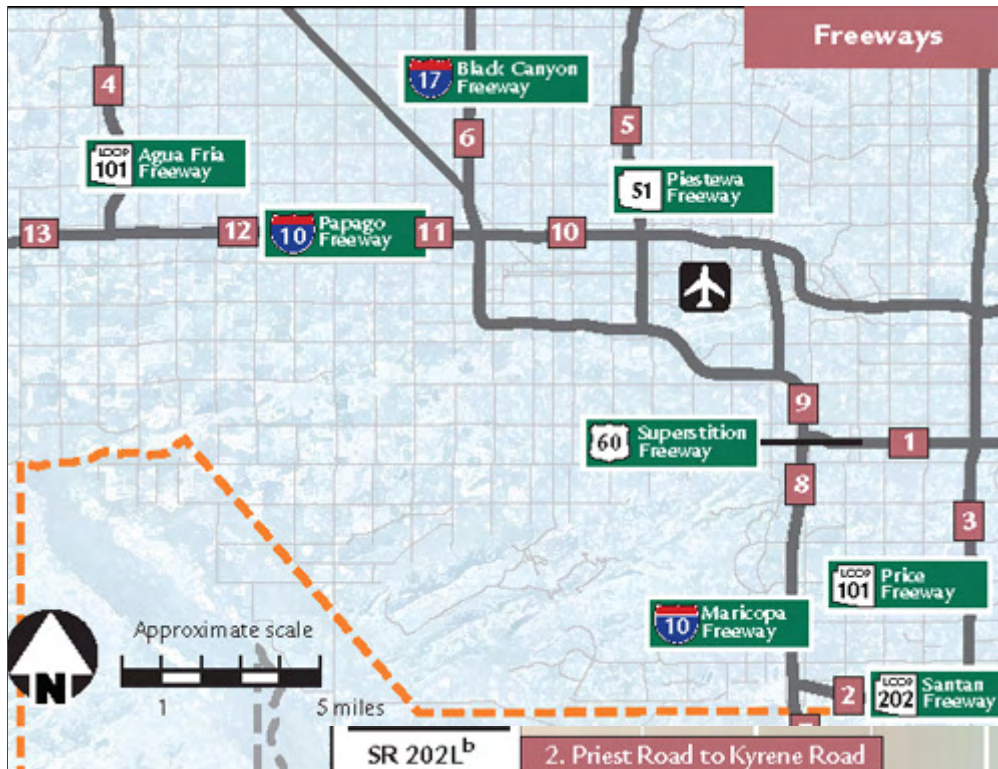 Freeways
17
Black Canyon
Freeway
4
5
6
LOOP
101
Agua Fria
Freeway
51
Piestewa
Freeway
13
12
10
Papago
Freeway
11
10
9
60
Superstition
Freeway
1
8
3
LOOP
101
Price
Freeway
10
Maricopa
Freeway
Approximate scale
N
1
5 miles
2
LOOP
202
Santan
Freeway
SR 202Lb
2. Priest Road to Kyrene Road